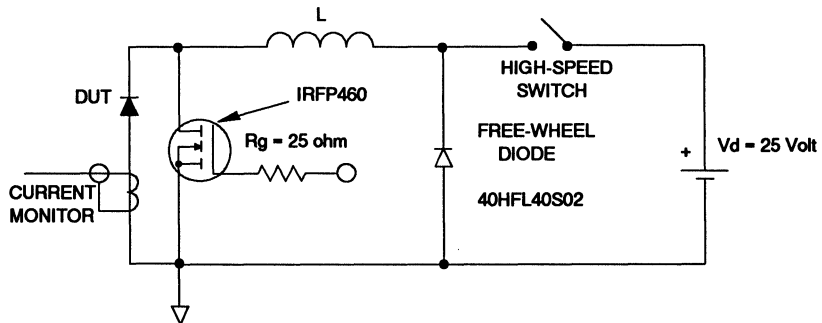 L
DUT
IRFP460
Rg = 25 ohm
CURRENT
MONITOR
HIGH-SPEED
SWITCH
FREE-WHEEL
DIODE
40HFL40S02
+
Vd = 25 Volt